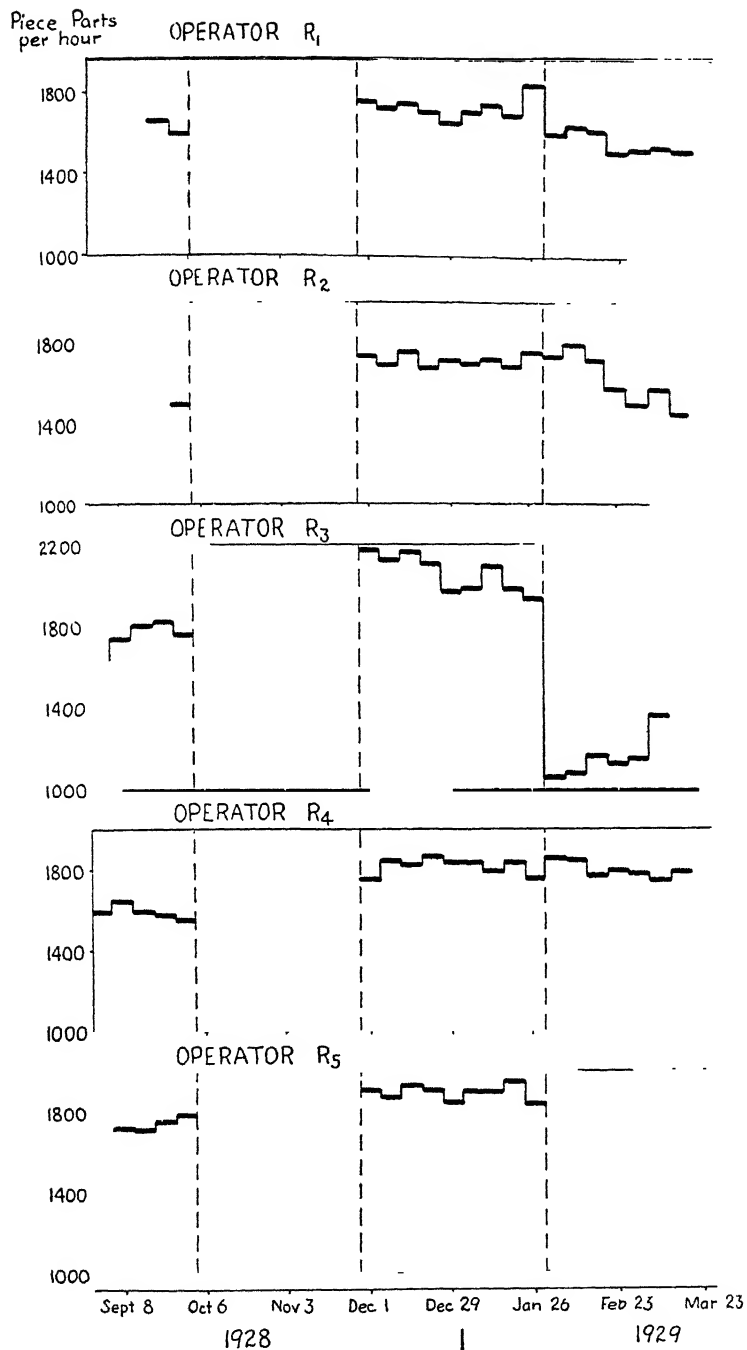 Piece Parts
per hour
OPERATOR R1
1800
1400
1000
OPERATOR R2
1800
1400
1000
OPERATOR R3
2200
1800
1400
1000
OPERATOR R4
1800
1400
1000
OPERATOR R5
1800
1400
1000
Sept 8 Oct 6 Nov 3 Dec 1 Dec 29 Jan 26 Feb 23 Mar 23
1928 1929